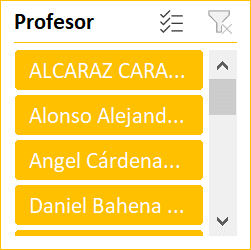 Profesor
ALCARAZ CARA...
Alonso Alejand...
Angel Cárdena...
Daniel Bahena ...